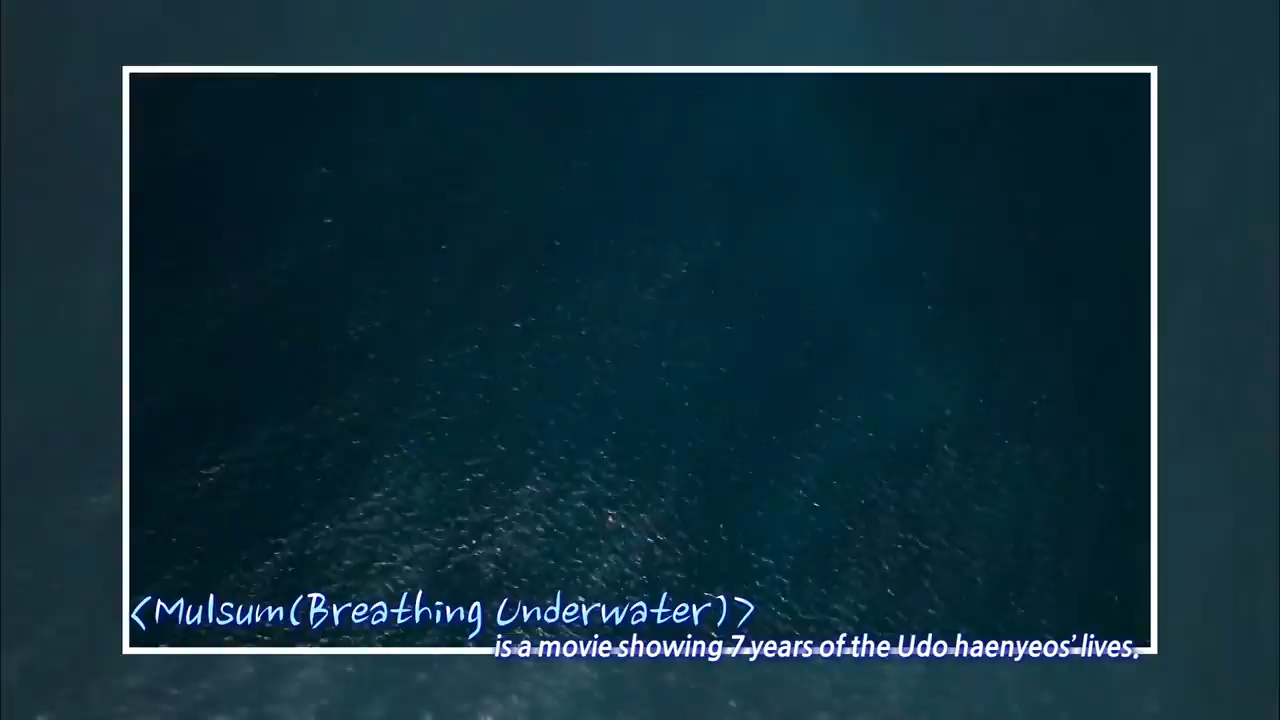 <Mulsum(Breathing Underwater)>
is a movie showing 7 years of the Udo haenyeos' lives.